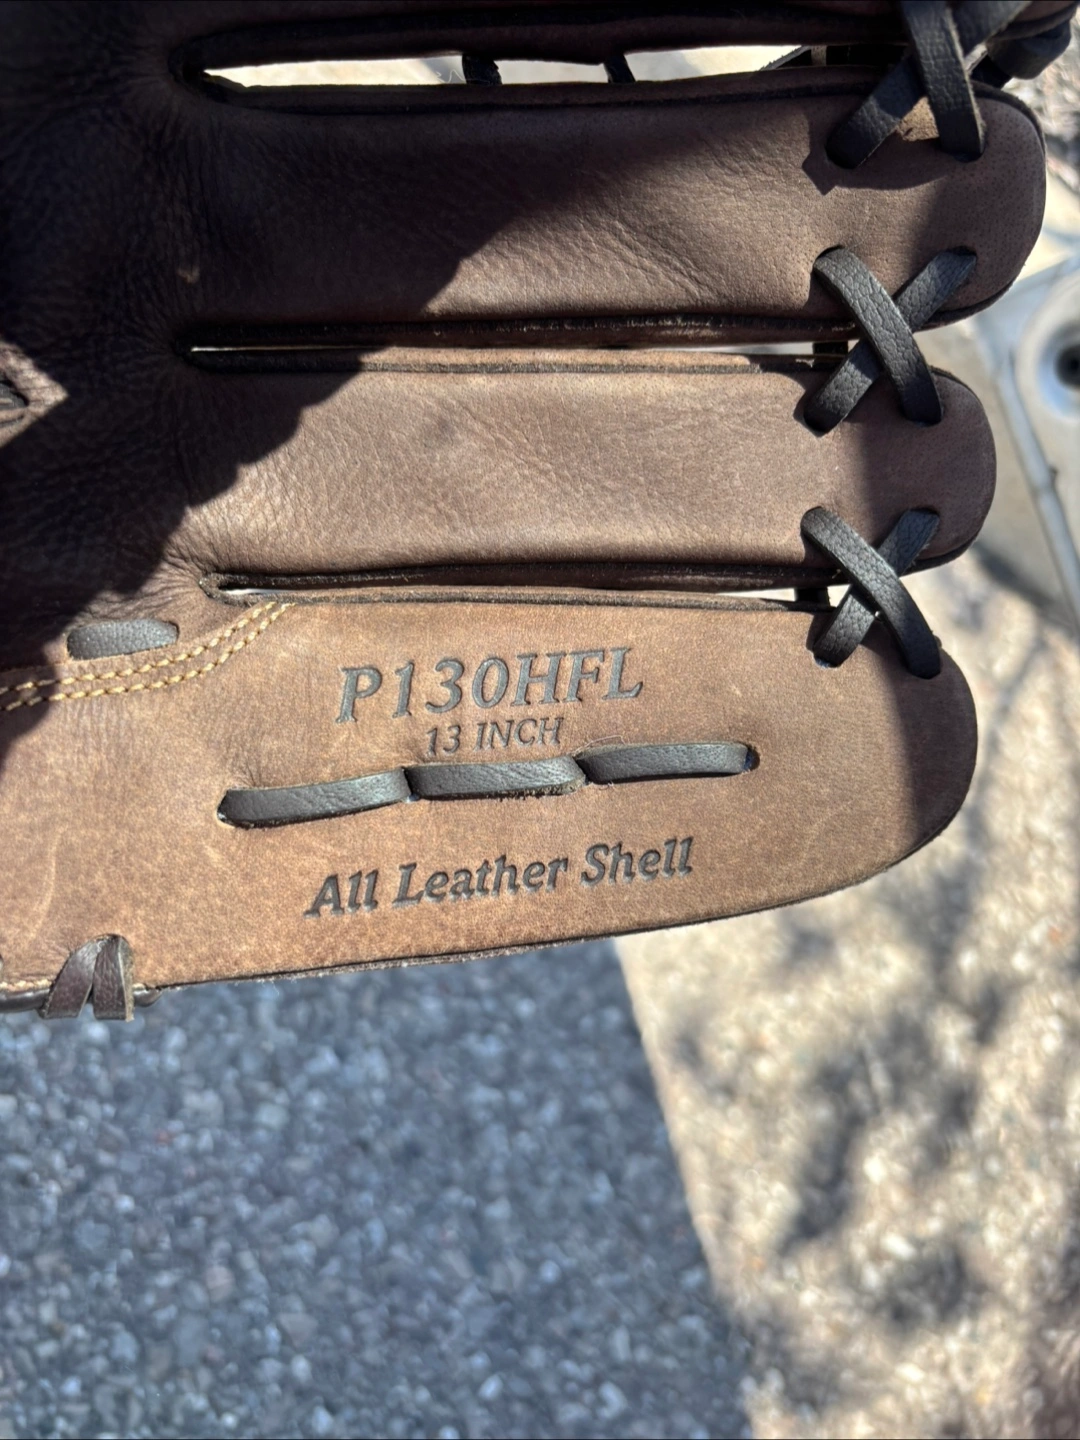 P130HFL
13 INCH
All Leather Shell